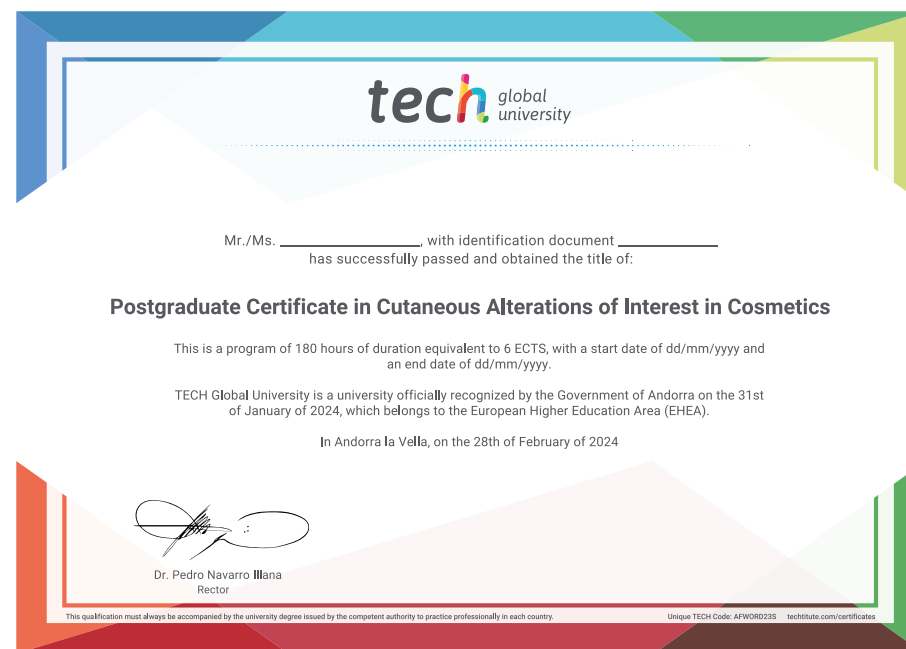 tech global
university
Mr./Ms. ____________________, with identification document ______________
has successfully passed and obtained the title of:
Postgraduate Certificate in Cutaneous Alterations of Interest in Cosmetics
This is a program of 180 hours of duration equivalent to 6 ECTS, with a start date of dd/mm/yyyy and
an end date of dd/mm/yyyy.
TECH Global University is a university officially recognized by the Government of Andorra on the 31st
of January of 2024, which belongs to the European Higher Education Area (EHEA).
In Andorra la Vella, on the 28th of February of 2024
Dr. Pedro Navarro Illana
Rector
This qualification must always be accompanied by the university degree issued by the competent authority to practice professionally in each country.
Unique TECH Code: AFWORD23S techtitute.com/certificates